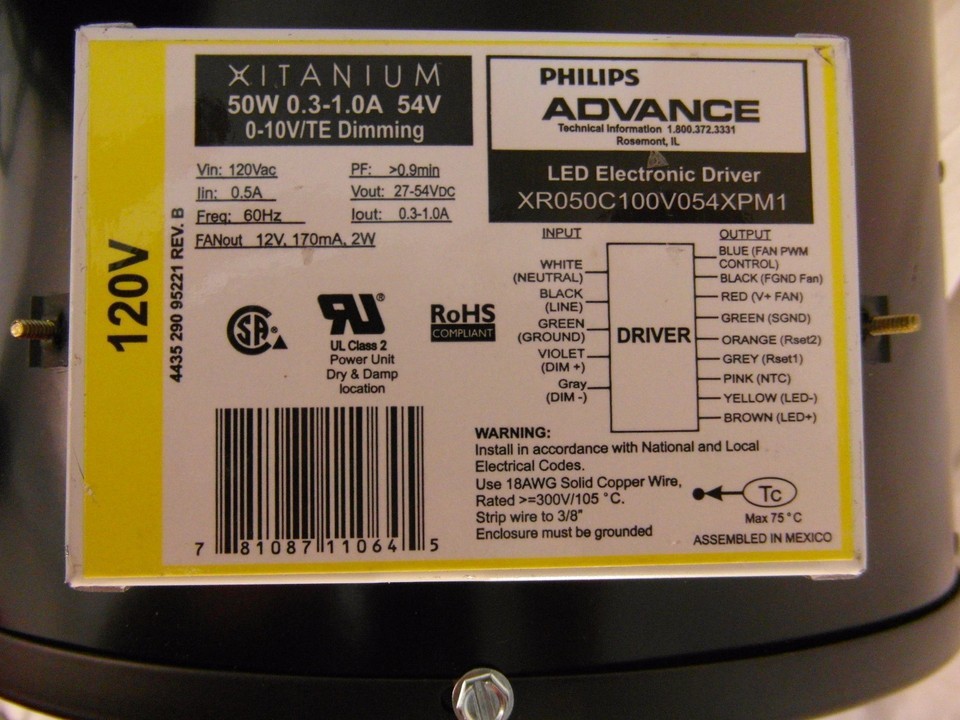 XITANIUM
50W 0.3-1.0A 54V
0-10V/TE Dimming
PHILIPS
ADVANCE
Technical Information 1.800.372.3331
Rosemont, IL
LED Electronic Driver
XR050C100V054XPM1
Vin: 120Vac PF: >0.9min
Iin: 0.5A Vout: 27-54VDC
Freq: 60Hz Iout: 0.3-1.0A
FANout 12V, 170mA, 2W
120V
4435 290 95221 REV. B
SA
RU®
UL Class 2
Power Unit
Dry & Damp
location
RoHS
COMPLIANT
INPUT
WHITE
(NEUTRAL)
BLACK
(LINE)
GREEN
(GROUND)
VIOLET
(DIM +)
Gray
(DIM -)
DRIVER
OUTPUT
BLUE (FAN PWM
CONTROL)
BLACK (FGND Fan)
RED (V+ FAN)
GREEN (SGND)
ORANGE (Rset2)
GREY (Rset1)
PINK (NTC)
YELLOW (LED-)
BROWN (LED+)
WARNING:
Install in accordance with National and Local
Electrical Codes.
Use 18AWG Solid Copper Wire,
Rated >=300V/105 °C.
Strip wire to 3/8"
Enclosure must be grounded
Tc
Max 75°C
ASSEMBLED IN MEXICO
7 81087 11064 5